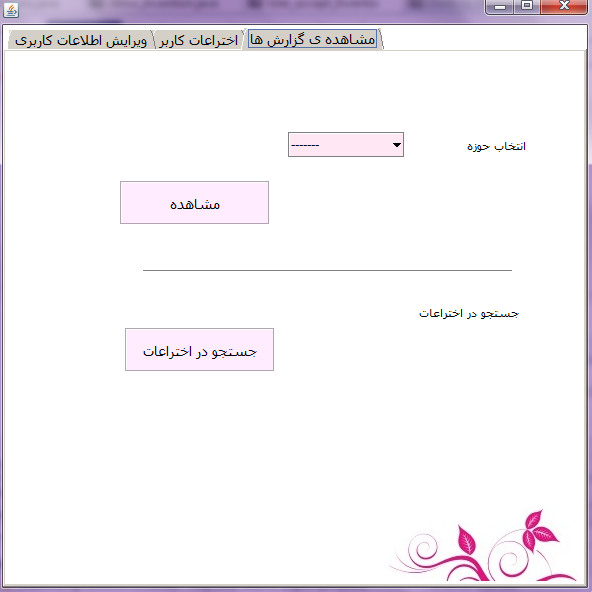 مشاهده ی گزارش ها
اختراعات کاربر
ویرایش اطلاعات کاربری
انتخاب حوزه
-------
مشاهده
جستجو در اختراعات
جستجو در اختراعات